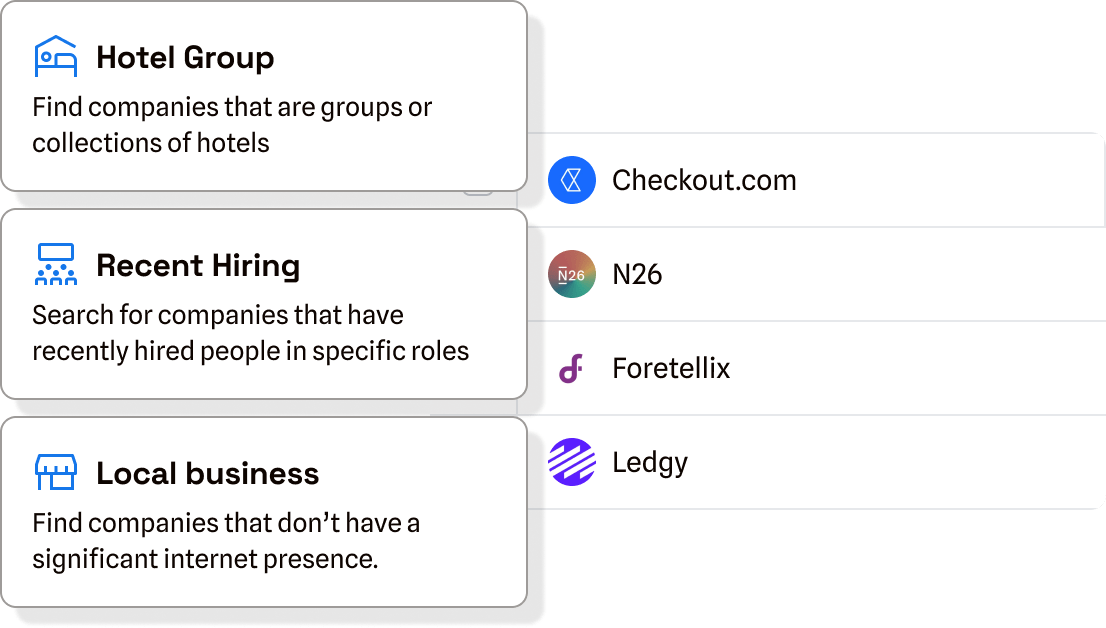 Hotel Group
Find companies that are groups or
collections of hotels
Recent Hiring
Search for companies that have
recently hired people in specific roles
Local business
Find companies that don’t have a
significant internet presence.
Checkout.com
N26
N26
Foretellix
Ledgy